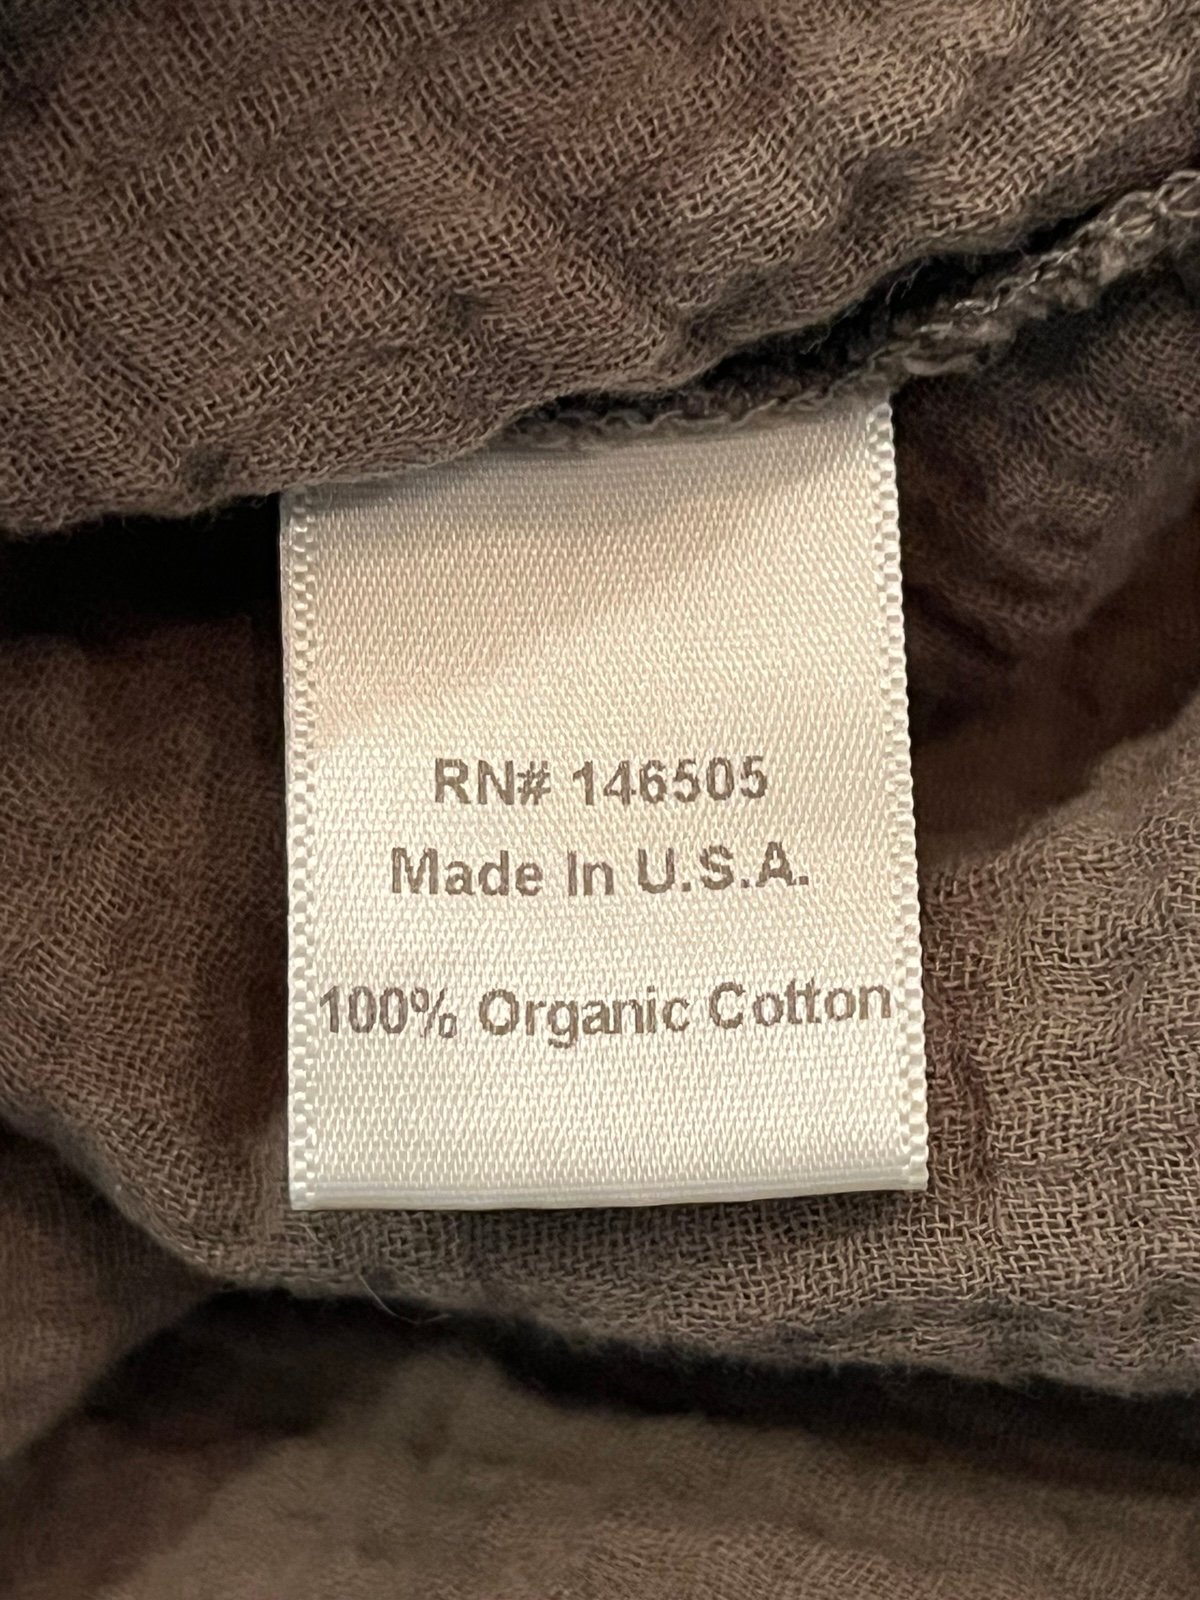 RN# 146505
Made In U.S.A.
100% Organic Cotton